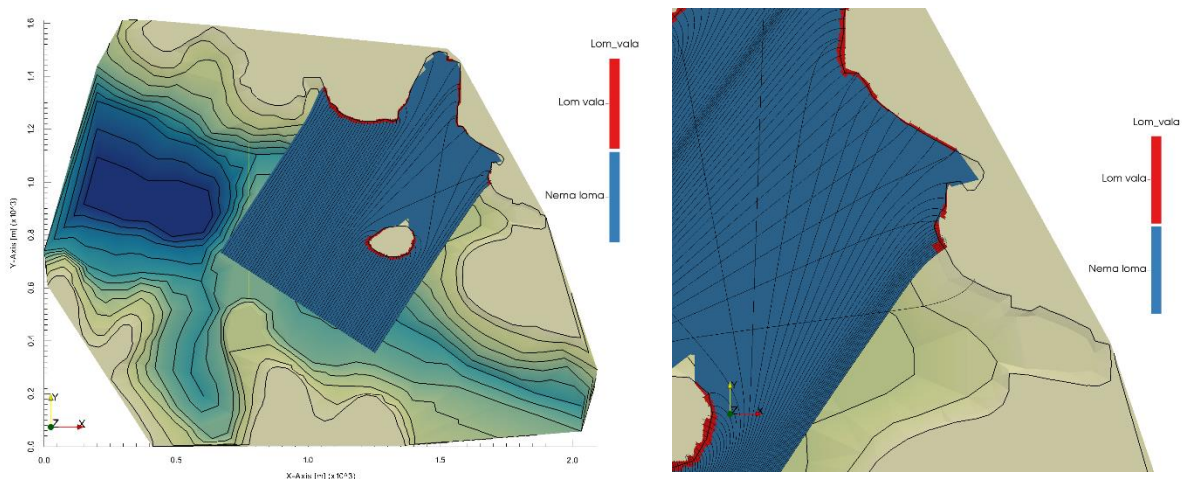 1.6
1.4
1.2
1.0
0.8
0.6
0.4
0.2
0.0
Y-Axis [m] (x10^3)
0.0
0.5
1.0
1.5
2.0
X-Axis [m] (x10^3)
Y
Z
X
Lom_vala
Lom vala
Nema loma
Y
Z
X
Lom_vala
Lom vala
Nema loma